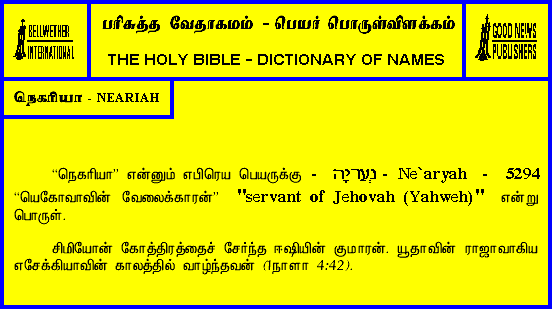 BELLWETHER
INTERNATIONAL
பரிசுத்த வேதாகமம் - பெயர் பொருள்விளக்கம்
THE HOLY BIBLE - DICTIONARY OF NAMES
GOOD NEWS
PUBLISHERS
நெகரியா - NEARIAH
“நெகரியா” என்னும் எபிரெய பெயருக்கு - נְעַרְיָה - Ne`aryah - 5294
“யெகோவாவின் வேலைக்காரன்” "servant of Jehovah (Yahweh)" என்று
பொருள்.
சிமியோன் கோத்திரத்தைச் சேர்ந்த ஈஷியின் குமாரன். யூதாவின் ராஜாவாகிய
எசேக்கியாவின் காலத்தில் வாழ்ந்தவன் (1நாளா 4:42).